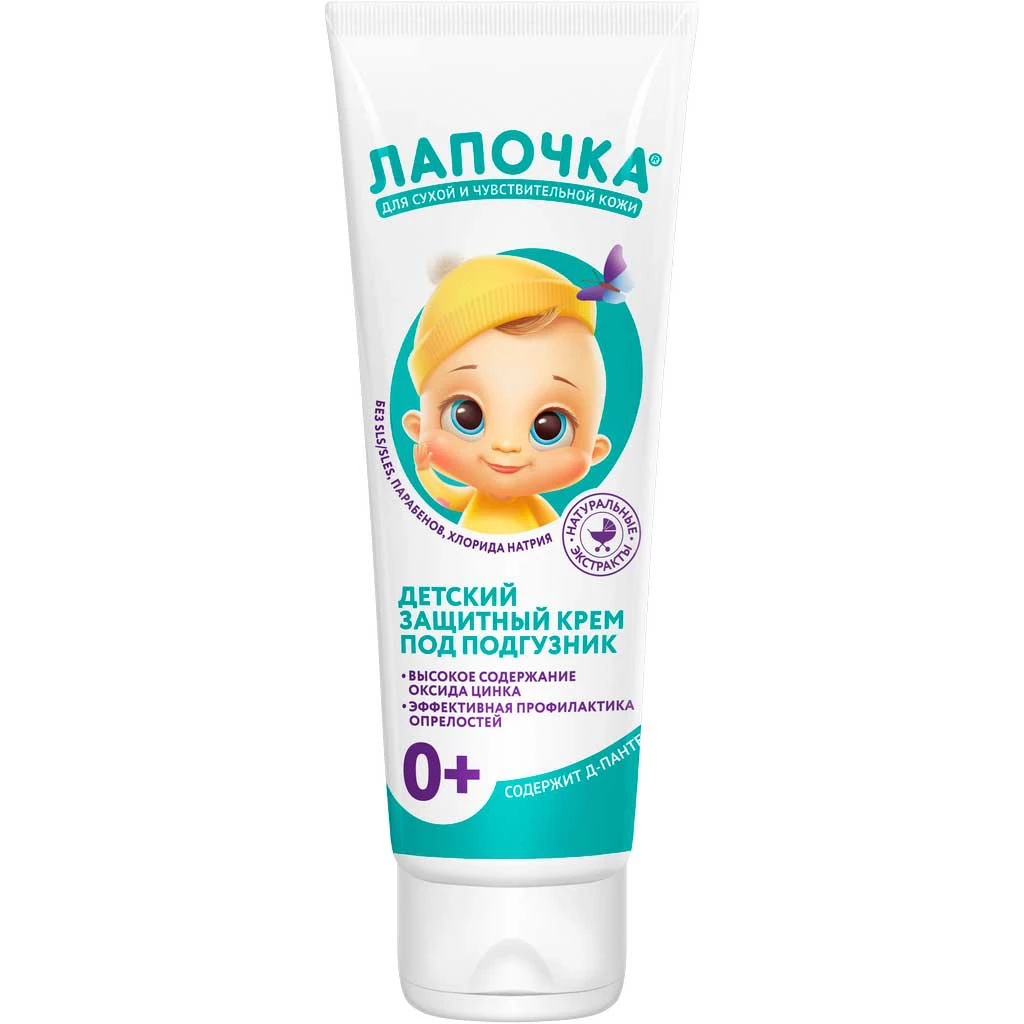 ЛАПОЧКА®
ДЛЯ СУХОЙ И ЧУВСТВИТЕЛЬНОЙ КОЖИ
БЕЗ SLS/SLES, ПАРАБЕНОВ, ХЛОРИДА НАТРИЯ
НАТУРАЛЬНЫЕ
ЭКСТРАКТЫ
ДЕТСКИЙ
ЗАЩИТНЫЙ КРЕМ
ПОД ПОДГУЗНИК
• ВЫСОКОЕ СОДЕРЖАНИЕ
ОКСИДА ЦИНКА
• ЭФФЕКТИВНАЯ ПРОФИЛАКТИКА
ОПРЕЛОСТЕЙ
0+
СОДЕРЖИТ Д-ПАНТЕ